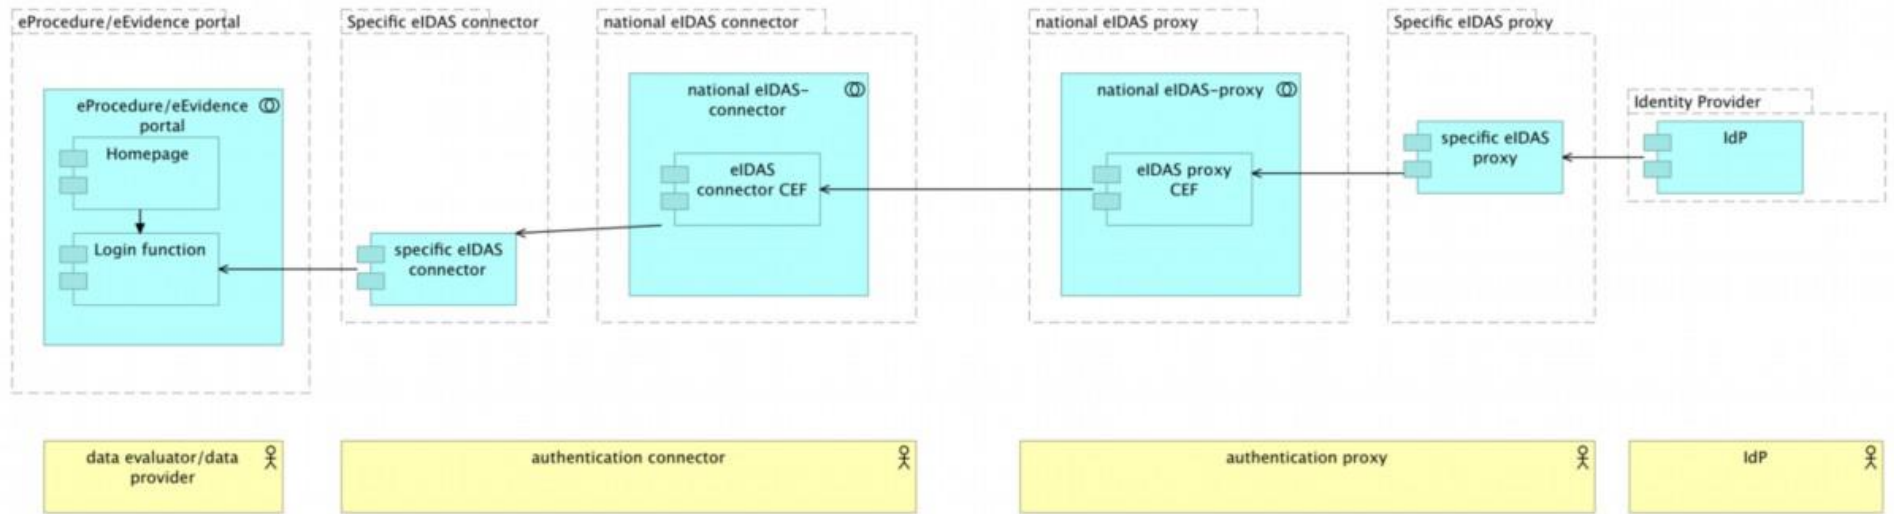 eProcedure/eEvidence portal
Specific eIDAS connector
national eIDAS connector
national eIDAS proxy
Specific eIDAS proxy
Identity Provider
eProcedure/eEvidence
portal
Homepage
Login function
specific eIDAS
connector
national eIDAS-
connector
eIDAS
connector CEF
national eIDAS-proxy
eIDAS proxy
CEF
specific eIDAS
proxy
IdP
data evaluator/data
provider
authentication connector
authentication proxy
IdP